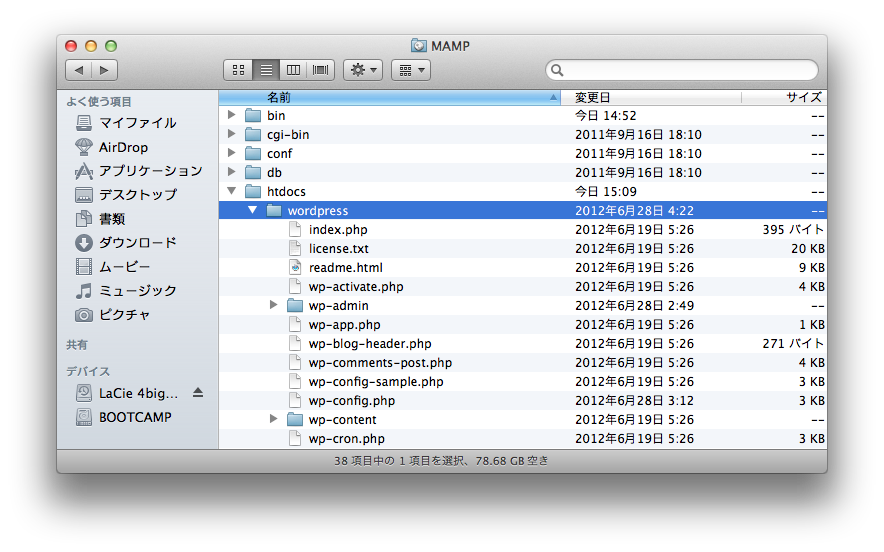 MAMP
よく使う項目
マイファイル
AirDrop
アプリケーション
デスクトップ
書類
ダウンロード
ムービー
ミュージック
ピクチャ
共有
デバイス
LaCie 4big...
BOOTCAMP
名前 変更日 サイズ
bin 今日 14:52 --
cgi-bin 2011年9月16日 18:10 --
conf 2011年9月16日 18:10 --
db 2011年9月16日 18:10 --
htdocs 今日 15:09 --
wordpress 2012年6月28日 4:22 --
index.php 2012年6月19日 5:26 395 バイト
license.txt 2012年6月19日 5:26 20 KB
readme.html 2012年6月19日 5:26 9 KB
wp-activate.php 2012年6月19日 5:26 4 KB
wp-admin 2012年6月28日 2:49 --
wp-app.php 2012年6月19日 5:26 1 KB
wp-blog-header.php 2012年6月19日 5:26 271 バイト
wp-comments-post.php 2012年6月19日 5:26 4 KB
wp-config-sample.php 2012年6月19日 5:26 3 KB
wp-config.php 2012年6月28日 3:12 3 KB
wp-content 2012年6月19日 5:26 --
wp-cron.php 2012年6月19日 5:26 3 KB
38 項目中の 1 項目を選択、78.68 GB 空き